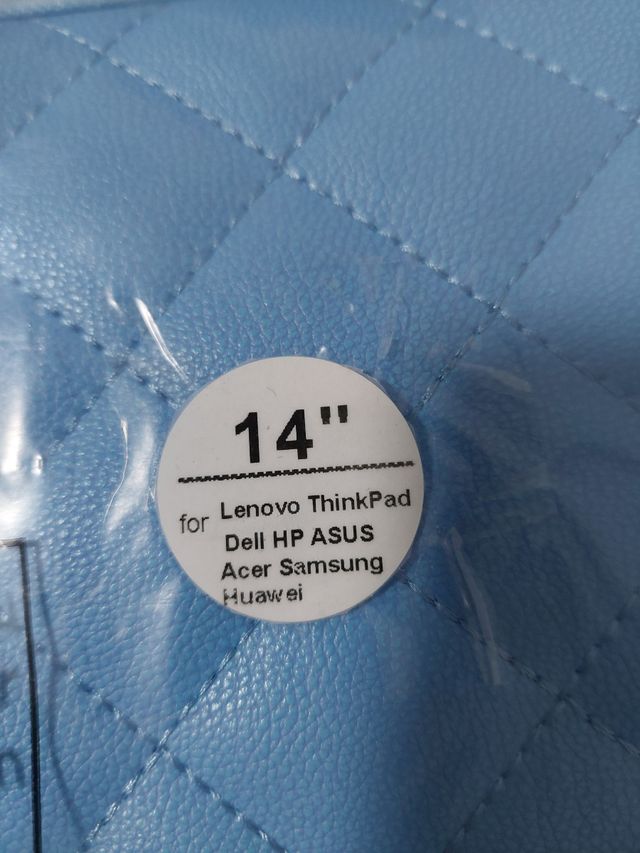 14"
for Lenovo ThinkPad
Dell HP ASUS
Acer Samsung
Huawei